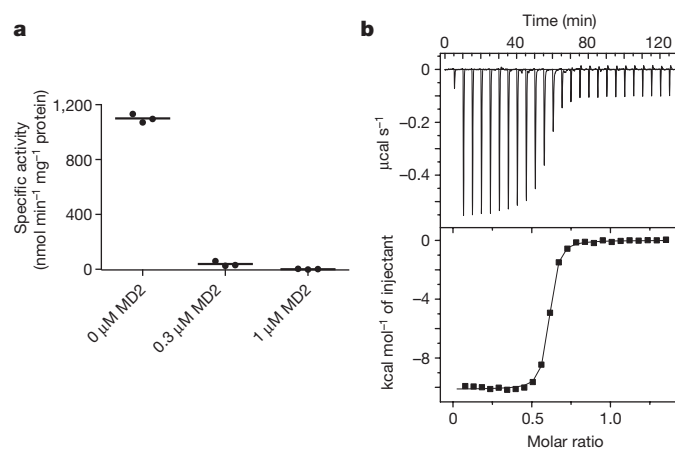 a
Specific activity
(nmol min⁻¹ mg⁻¹ protein)
1,200
800
400
0
0 μM MD2
0.3 μM MD2
1 μM MD2
b
Time (min)
0 40 80 120
μcal s⁻¹
0
−0.2
−0.4
kcal mol⁻¹ of injectant
0
−4
−8
0 0.5 1.0
Molar ratio